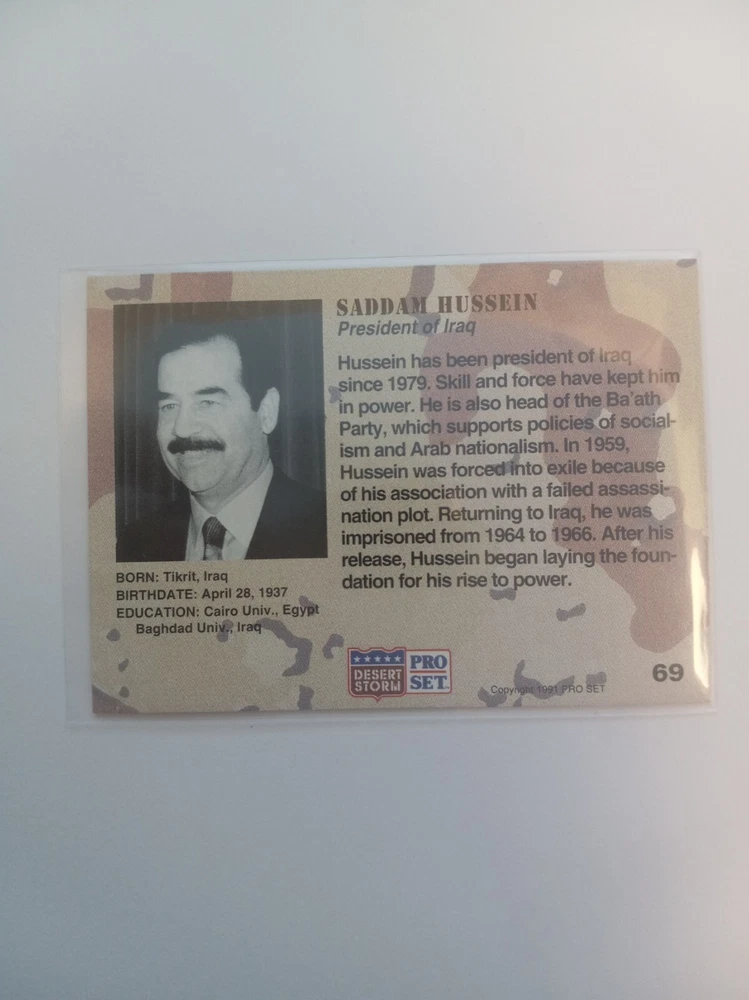 SADDAM HUSSEIN
President of Iraq
Hussein has been president of Iraq
since 1979. Skill and force have kept him
in power. He is also head of the Ba'ath
Party, which supports policies of social-
ism and Arab nationalism. In 1959,
Hussein was forced into exile because
of his association with a failed assassi-
nation plot. Returning to Iraq, he was
imprisoned from 1964 to 1966. After his
release, Hussein began laying the foun-
dation for his rise to power.
BORN: Tikrit, Iraq
BIRTHDATE: April 28, 1937
EDUCATION: Cairo Univ., Egypt
Baghdad Univ., Iraq
DESERT
STORM
PRO
SET
Copyright 1991 PRO SET
69